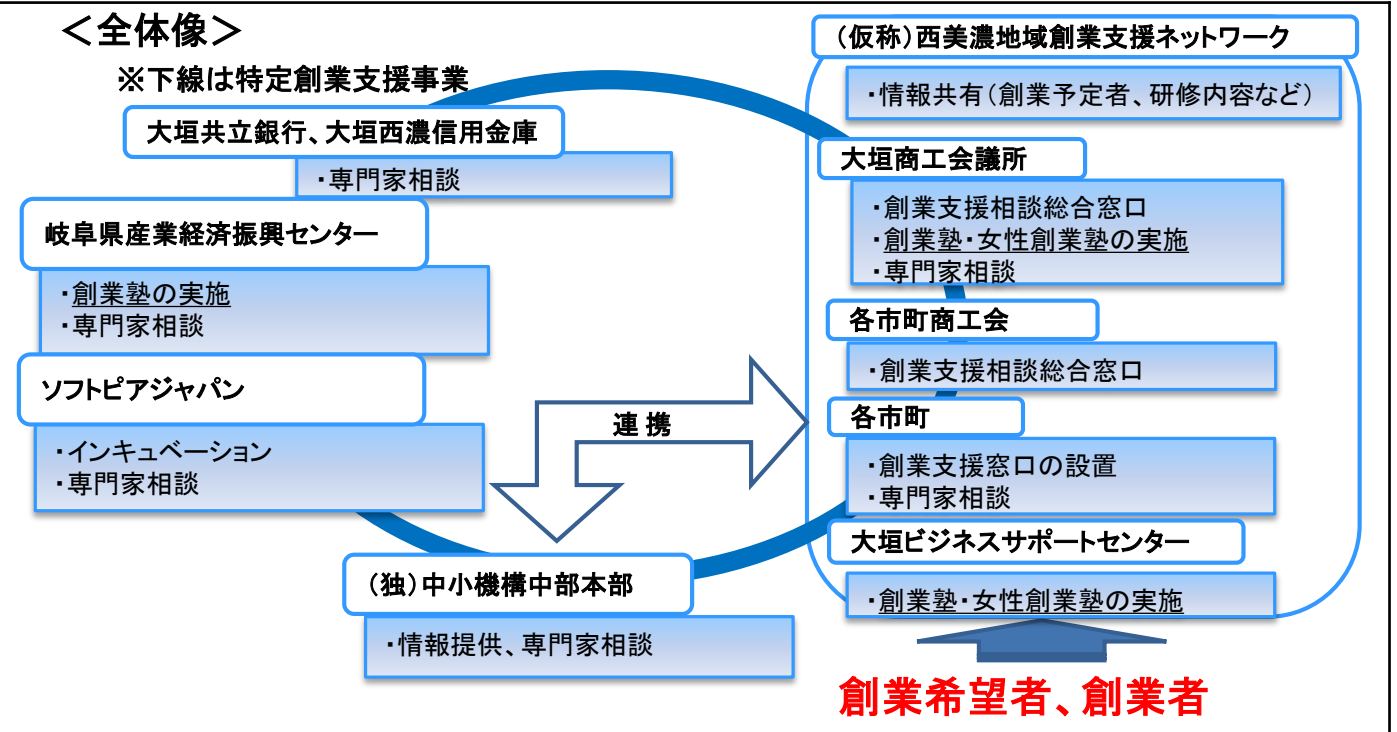 ＜全体像＞
※下線は特定創業支援事業
大垣共立銀行、大垣西濃信用金庫
・専門家相談
岐阜県産業経済振興センター
・創業塾の実施
・専門家相談
ソフトピアジャパン
・インキュベーション
・専門家相談
（独）中小機構中部本部
・情報提供、専門家相談
連 携
（仮称）西美濃地域創業支援ネットワーク
・情報共有（創業予定者、研修内容など）
大垣商工会議所
・創業支援相談総合窓口
・創業塾・女性創業塾の実施
・専門家相談
各市町商工会
・創業支援相談総合窓口
各市町
・創業支援窓口の設置
・専門家相談
大垣ビジネスサポートセンター
・創業塾・女性創業塾の実施
創業希望者、創業者